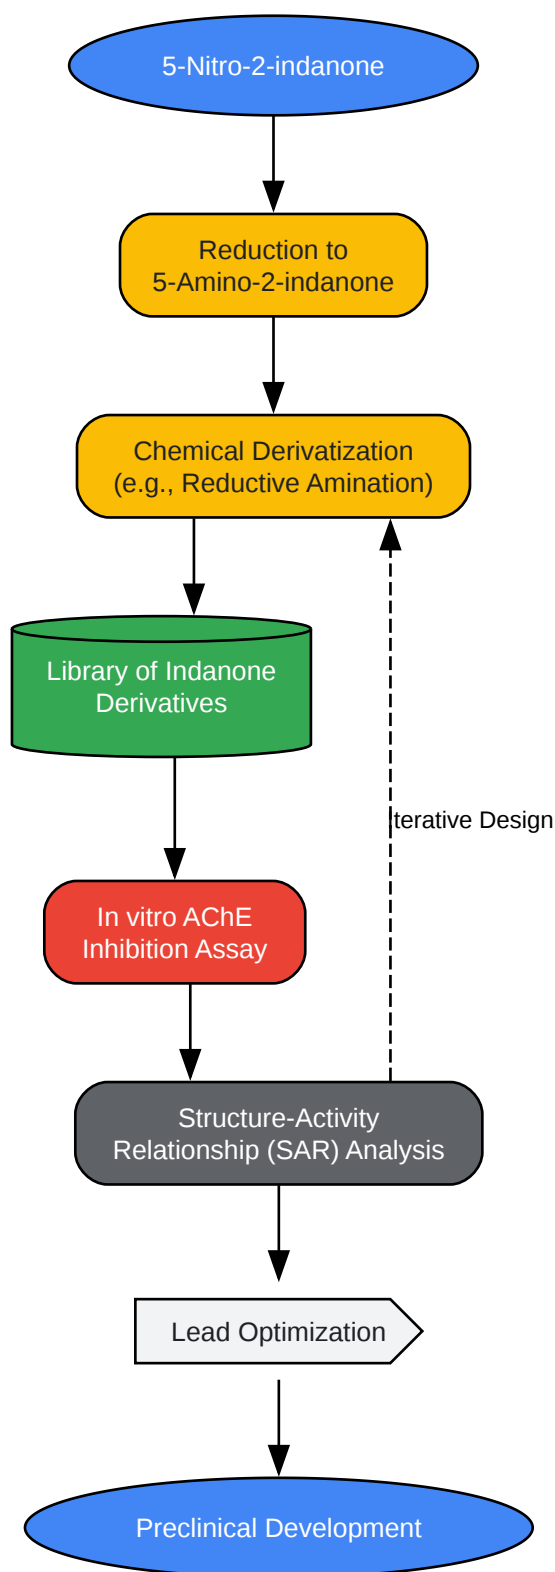 5-Nitro-2-indanone
Reduction to
5-Amino-2-indanone
Chemical Derivatization
(e.g., Reductive Amination)
Library of Indanone
Derivatives
Iterative Design
In vitro AChE
Inhibition Assay
Structure-Activity
Relationship (SAR) Analysis
Lead Optimization
Preclinical Development